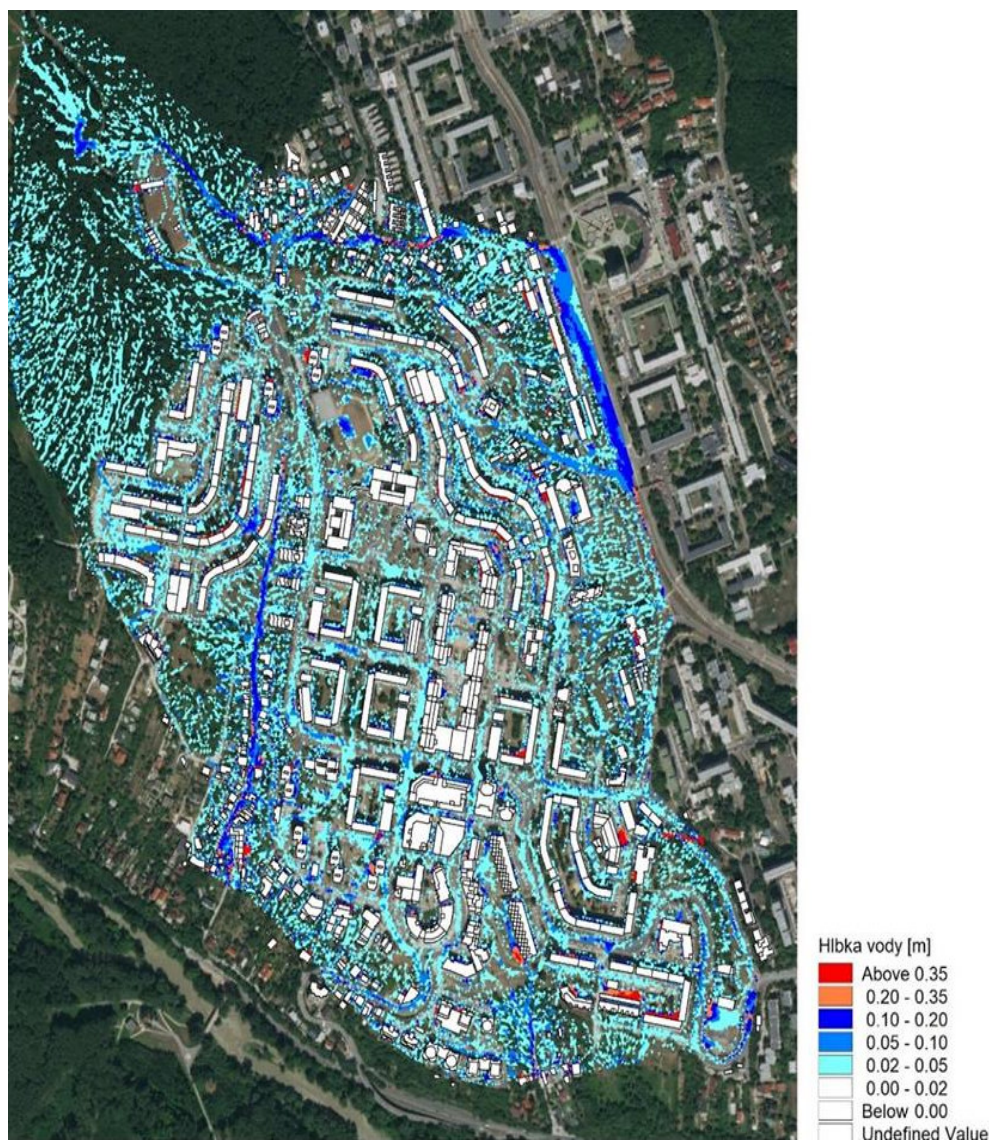 Hlbka vody [m]
Above 0.35
0.20 - 0.35
0.10 - 0.20
0.05 - 0.10
0.02 - 0.05
0.00 - 0.02
Below 0.00
Undefined Value